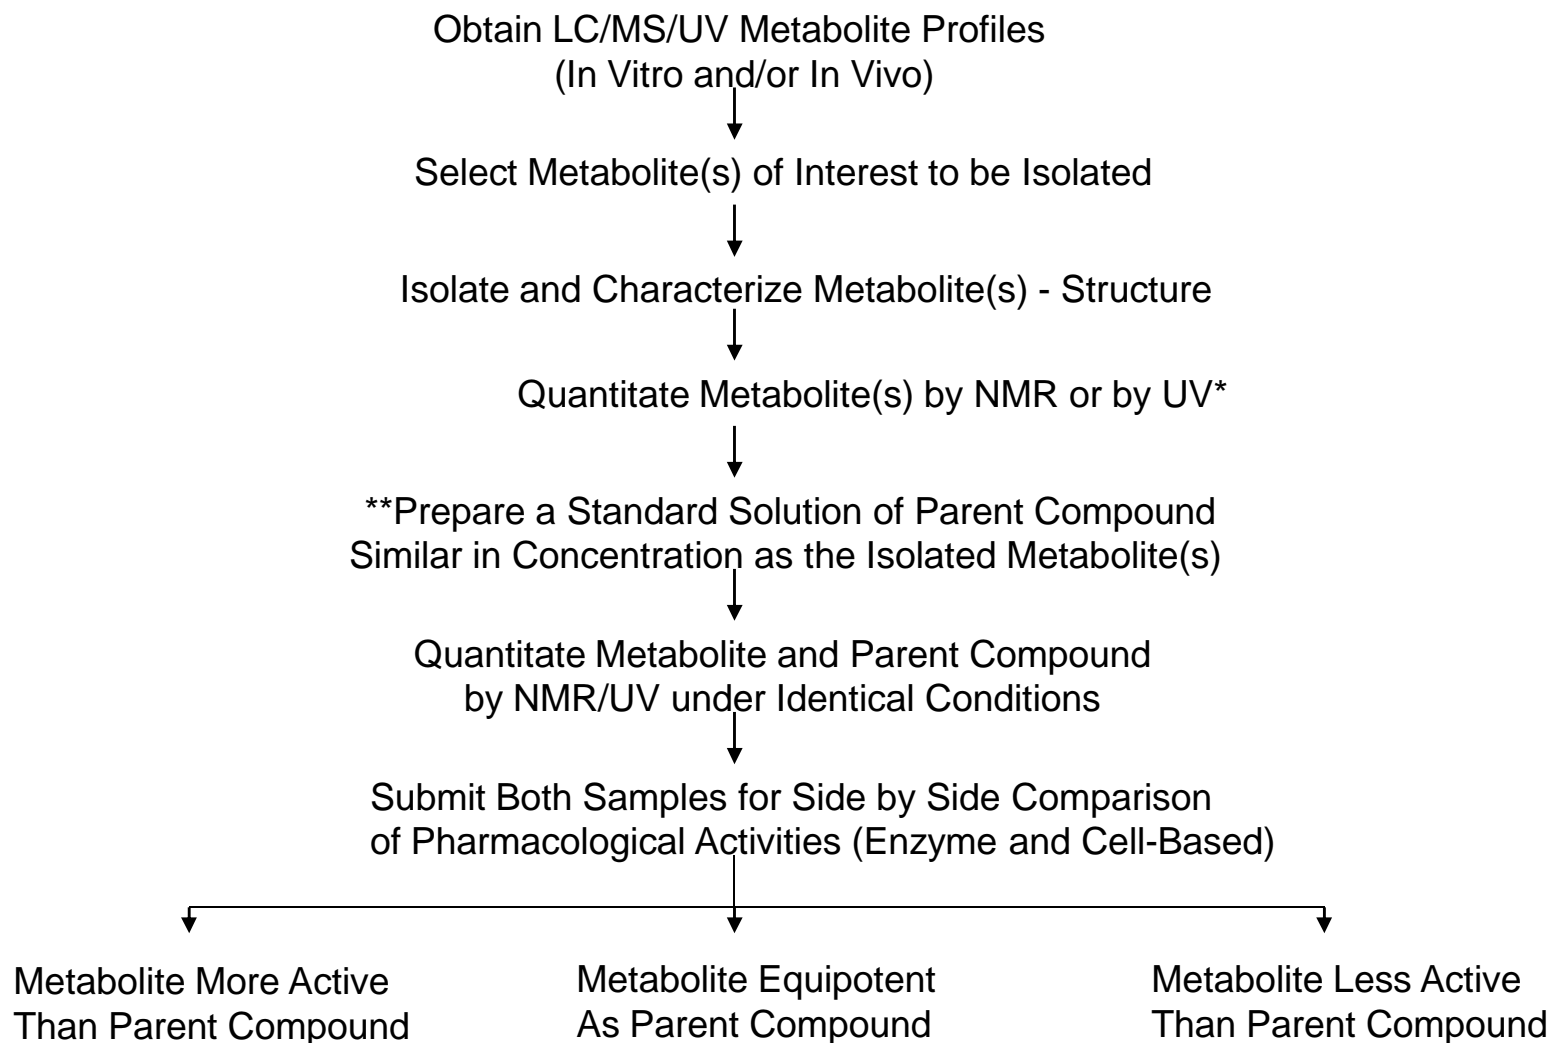 Obtain LC/MS/UV Metabolite Profiles
(In Vitro and/or In Vivo)
Select Metabolite(s) of Interest to be Isolated
Isolate and Characterize Metabolite(s) - Structure
Quantitate Metabolite(s) by NMR or by UV*
**Prepare a Standard Solution of Parent Compound
Similar in Concentration as the Isolated Metabolite(s)
Quantitate Metabolite and Parent Compound
by NMR/UV under Identical Conditions
Submit Both Samples for Side by Side Comparison
of Pharmacological Activities (Enzyme and Cell-Based)
Metabolite More Active
Than Parent Compound
Metabolite Equipotent
As Parent Compound
Metabolite Less Active
Than Parent Compound